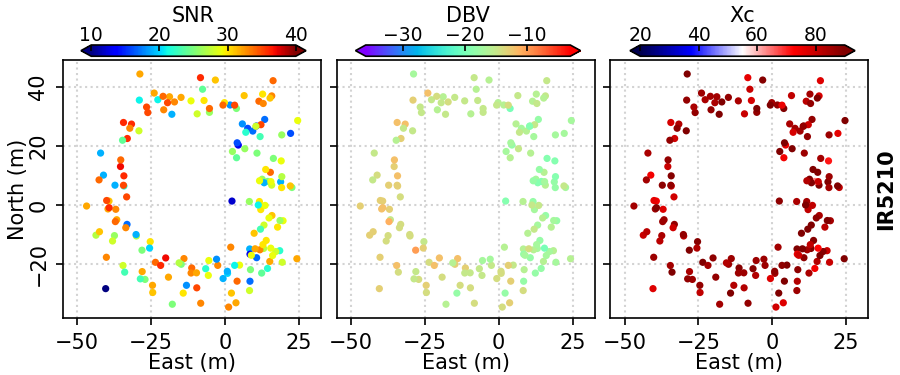 SNR DBV Xc
10 20 30 40 −30 −20 −10 20 40 60 80
40
20
0
−20
North (m)
IR5210
−50 −25 0 25 −50 −25 0 25 −50 −25 0 25
East (m) East (m) East (m)